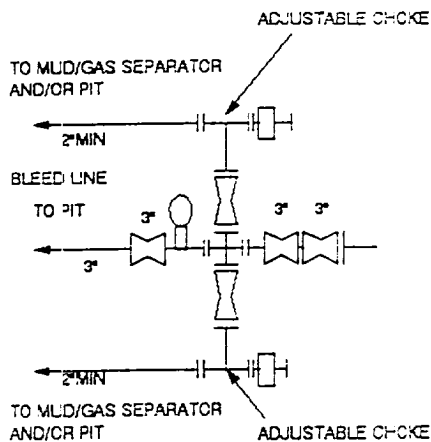 ADJUSTABLE CHOKE
TO MUD/GAS SEPARATOR
AND/OR PIT
2"MIN
BLEED LINE
TO PIT
3"
3"
3"
3"
2"MIN
TO MUD/GAS SEPARATOR
AND/OR PIT
ADJUSTABLE CHOKE